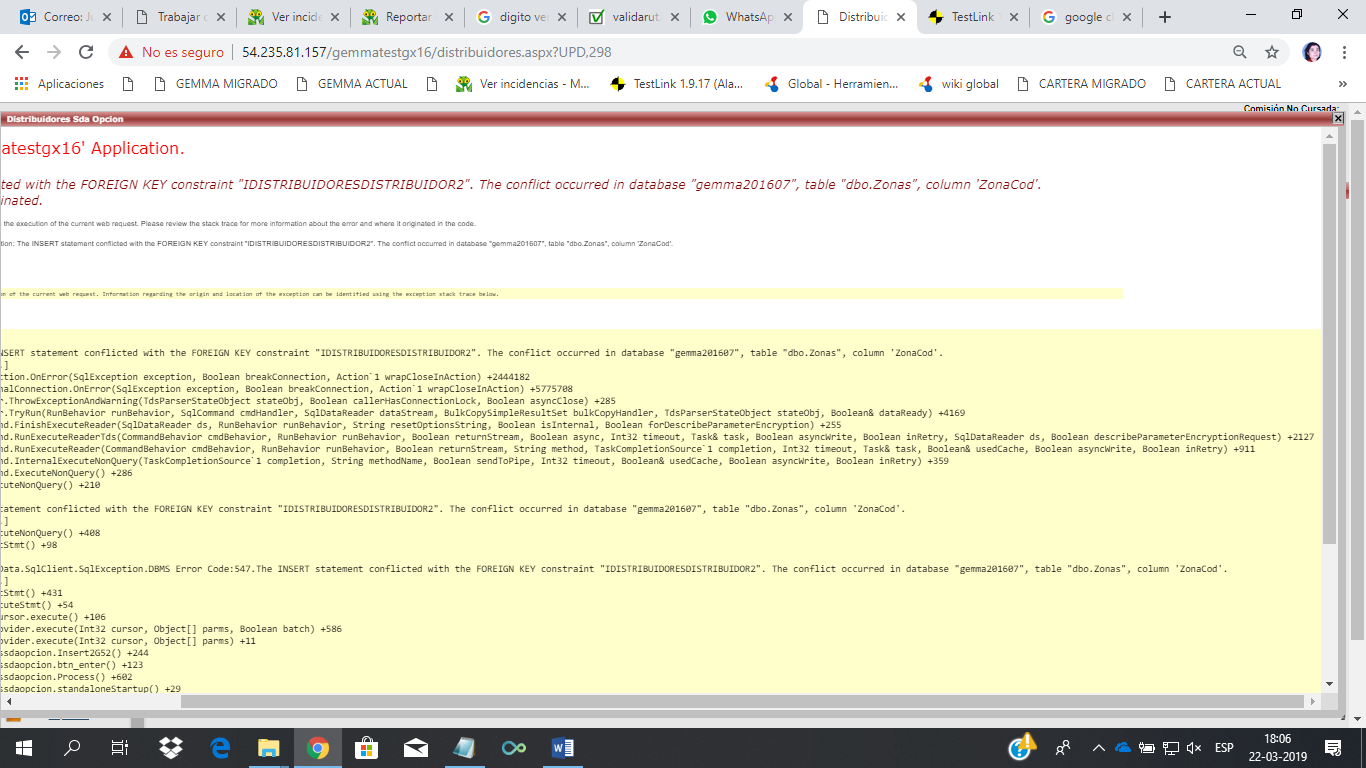 Correo: Ju
Trabajar c
Ver incide
Reportar
digito ve
validarut.
WhatsAp
Distribuic
TestLink 1
google cl
No es seguro | 54.235.81.157/gemmatestgx16/distribuidores.aspx?UPD,298
Aplicaciones
GEMMA MIGRADO
GEMMA ACTUAL
Ver incidencias - M...
TestLink 1.9.17 (Ala...
Global - Herramien...
wiki global
CARTERA MIGRADO
CARTERA ACTUAL
»
Comisión No Cursada:
Distribuidores Sda Opcion
atestgx16' Application.
ted with the FOREIGN KEY constraint "IDISTRIBUIDORESDISTRIBUIDOR2". The conflict occurred in database "gemma201607", table "dbo.Zonas", column 'ZonaCod'.
inated.
the execution of the current web request. Please review the stack trace for more information about the error and where it originated in the code.
tion: The INSERT statement conflicted with the FOREIGN KEY constraint "IDISTRIBUIDORESDISTRIBUIDOR2". The conflict occurred in database "gemma201607", table "dbo.Zonas", column 'ZonaCod'.
on of the current web request. Information regarding the origin and location of the exception can be identified using the exception stack trace below.
NSERT statement conflicted with the FOREIGN KEY constraint "IDISTRIBUIDORESDISTRIBUIDOR2". The conflict occurred in database "gemma201607", table "dbo.Zonas", column 'ZonaCod'.
.]
ction.OnError(SqlException exception, Boolean breakConnection, Action`1 wrapCloseInAction) +2444182
nalConnection.OnError(SqlException exception, Boolean breakConnection, Action`1 wrapCloseInAction) +5775708
r.ThrowExceptionAndWarning(TdsParserStateObject stateObj, Boolean callerHasConnectionLock, Boolean asyncClose) +285
r.TryRun(RunBehavior runBehavior, SqlCommand cmdHandler, SqlDataReader dataStream, BulkCopySimpleResultSet bulkCopyHandler, TdsParserStateObject stateObj, Boolean& dataReady) +4169
nd.FinishExecuteReader(SqlDataReader ds, RunBehavior runBehavior, String resetOptionsString, Boolean isInternal, Boolean forDescribeParameterEncryption) +255
nd.RunExecuteReaderTds(CommandBehavior cmdBehavior, RunBehavior runBehavior, Boolean returnStream, Boolean async, Int32 timeout, Task& task, Boolean asyncWrite, Boolean inRetry, SqlDataReader ds, Boolean describeParameterEncryptionRequest) +2127
nd.RunExecuteReader(CommandBehavior cmdBehavior, RunBehavior runBehavior, Boolean returnStream, String method, TaskCompletionSource`1 completion, Int32 timeout, Task& task, Boolean& usedCache, Boolean asyncWrite, Boolean inRetry) +911
nd.InternalExecuteNonQuery(TaskCompletionSource`1 completion, String methodName, Boolean sendToPipe, Int32 timeout, Boolean& usedCache, Boolean asyncWrite, Boolean inRetry) +359
nd.ExecuteNonQuery() +286
cuteNonQuery() +210
tatement conflicted with the FOREIGN KEY constraint "IDISTRIBUIDORESDISTRIBUIDOR2". The conflict occurred in database "gemma201607", table "dbo.Zonas", column 'ZonaCod'.
.]
cuteNonQuery() +408
tStmt() +98
Data.SqlClient.SqlException.DBMS Error Code:547.The INSERT statement conflicted with the FOREIGN KEY constraint "IDISTRIBUIDORESDISTRIBUIDOR2". The conflict occurred in database "gemma201607", table "dbo.Zonas", column 'ZonaCod'.
.]
tStmt() +431
cuteStmt() +54
ursor.execute() +106
ovider.execute(Int32 cursor, Object[] parms, Boolean batch) +586
ovider.execute(Int32 cursor, Object[] parms) +11
ssdaopcion.Insert2G52() +244
ssdaopcion.btn_enter() +123
ssdaopcion.Process() +602
ssdaopcion.standaloneStartup() +29
ESP
18:06
22-03-2019